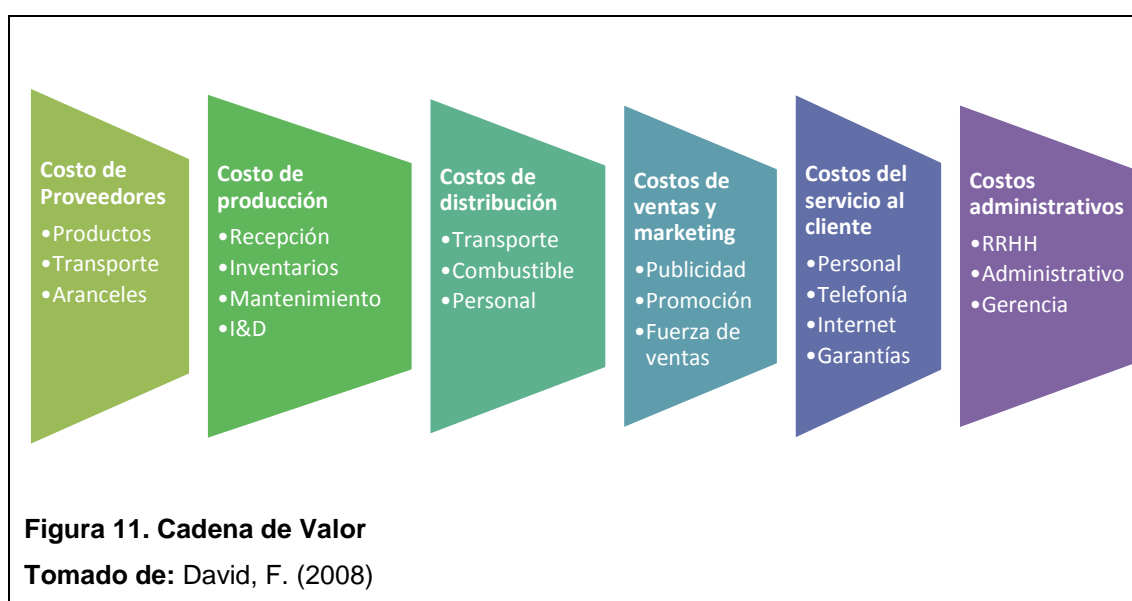 Costo de
Proveedores
•Productos
•Transporte
•Aranceles
Costo de
producción
•Recepción
•Inventarios
•Mantenimiento
•I&D
Costos de
distribución
•Transporte
•Combustible
•Personal
Costos de
ventas y
marketing
•Publicidad
•Promoción
•Fuerza de
ventas
Costos del
servicio al
cliente
•Personal
•Telefonía
•Internet
•Garantías
Costos
administrativos
•RRHH
•Administrativo
•Gerencia
Figura 11. Cadena de Valor
Tomado de: David, F. (2008)